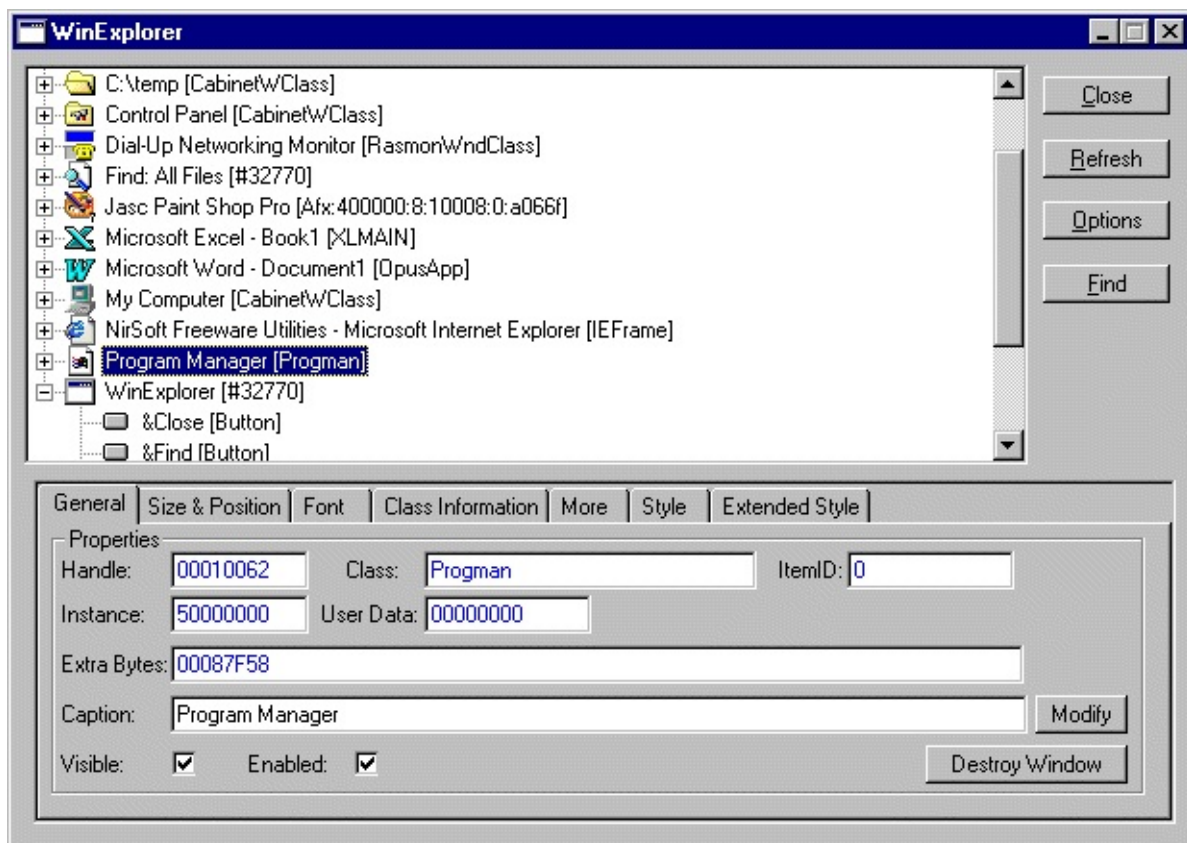 WinExplorer
C:\temp [CabinetWClass]
Control Panel [CabinetWClass]
Dial-Up Networking Monitor [RasmonWndClass]
Find: All Files [#32770]
Jasc Paint Shop Pro [Afx:400000:8:10008:0:a066f]
Microsoft Excel - Book1 [XLMAIN]
Microsoft Word - Document1 [OpusApp]
My Computer [CabinetWClass]
NirSoft Freeware Utilities - Microsoft Internet Explorer [IEFrame]
Program Manager [Progman]
WinExplorer [#32770]
&Close [Button]
&Find [Button]
Close
Refresh
Options
Find
General Size & Position Font Class Information More Style Extended Style
Properties
Handle: 00010062 Class: Progman ItemID: 0
Instance: 50000000 User Data: 00000000
Extra Bytes: 00087F58
Caption: Program Manager Modify
Visible: Enabled: Destroy Window